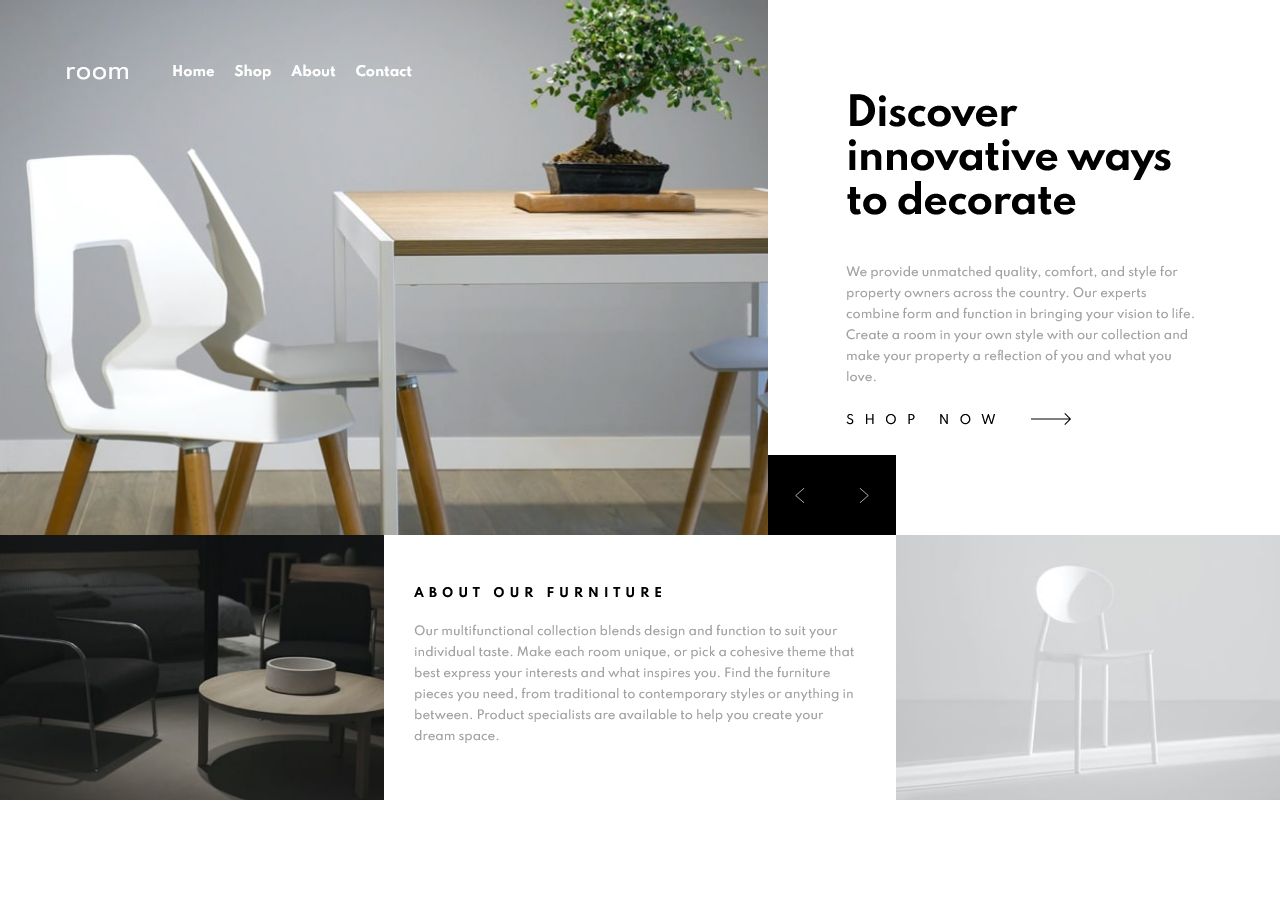 room
Home Shop About Contact
Discover
innovative ways
to decorate
We provide unmatched quality, comfort, and style for
property owners across the country. Our experts
combine form and function in bringing your vision to life.
Create a room in your own style with our collection and
make your property a reflection of you and what you
love.
SHOP NOW
ABOUT OUR FURNITURE
Our multifunctional collection blends design and function to suit your
individual taste. Make each room unique, or pick a cohesive theme that
best express your interests and what inspires you. Find the furniture
pieces you need, from traditional to contemporary styles or anything in
between. Product specialists are available to help you create your
dream space.